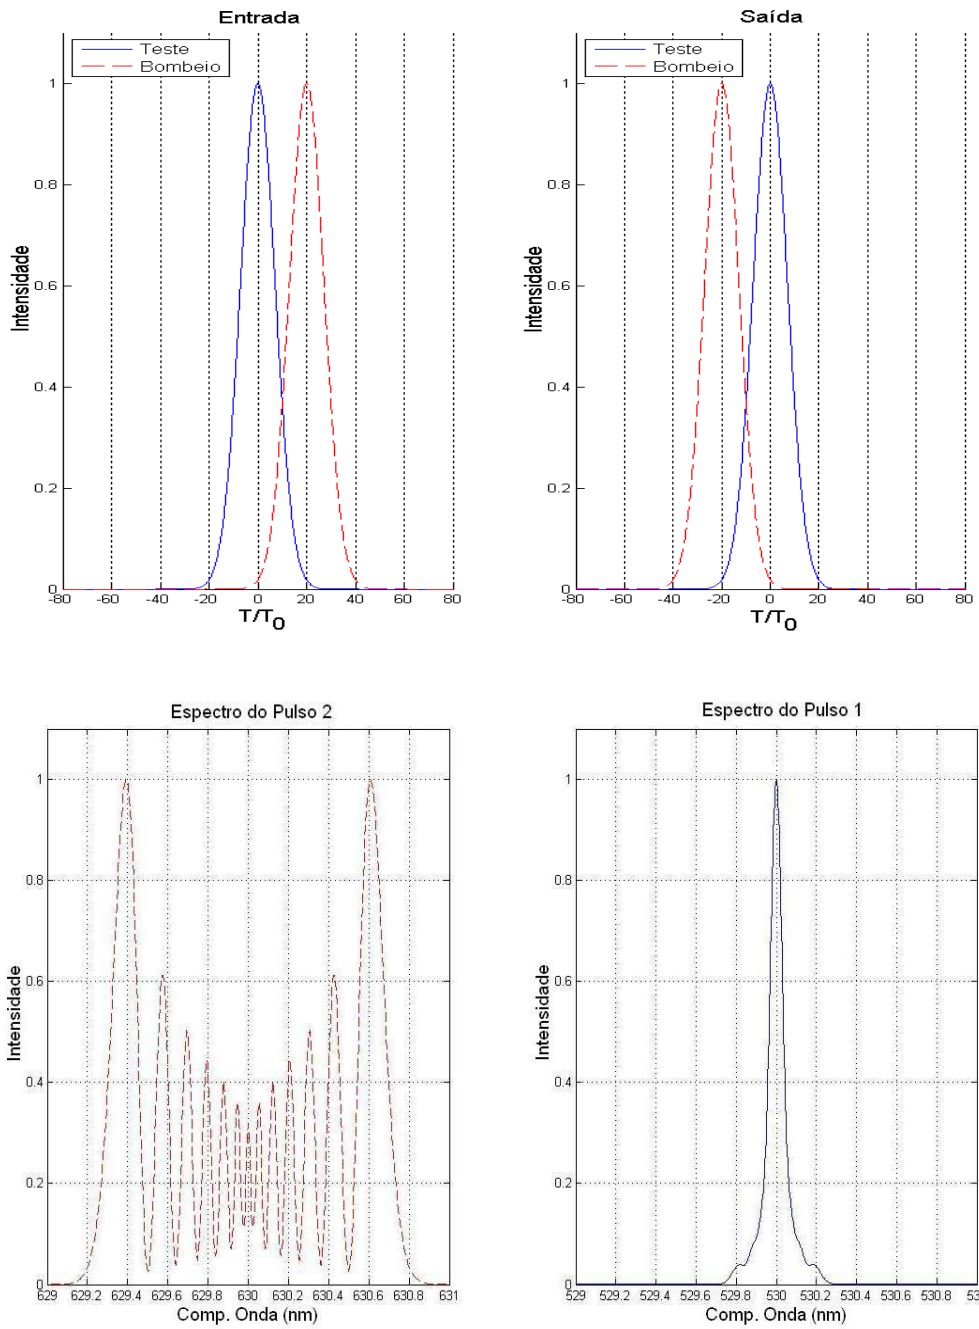 Entrada
Teste
Bombeio
1
0.8
0.6
0.4
0.2
0
Intensidade
-80 -60 -40 -20 0 20 40 60 80
T/T0
Saída
Teste
Bombeio
1
0.8
0.6
0.4
0.2
0
Intensidade
-80 -60 -40 -20 0 20 40 60 80
T/T0
Espectro do Pulso 2
1
0.8
0.6
0.4
0.2
0
Intensidade
629 629.2 629.4 629.6 629.8 630 630.2 630.4 630.6 630.8 631
Comp. Onda (nm)
Espectro do Pulso 1
1
0.8
0.6
0.4
0.2
0
Intensidade
529 529.2 529.4 529.6 529.8 530 530.2 530.4 530.6 530.8
Comp. Onda (nm)